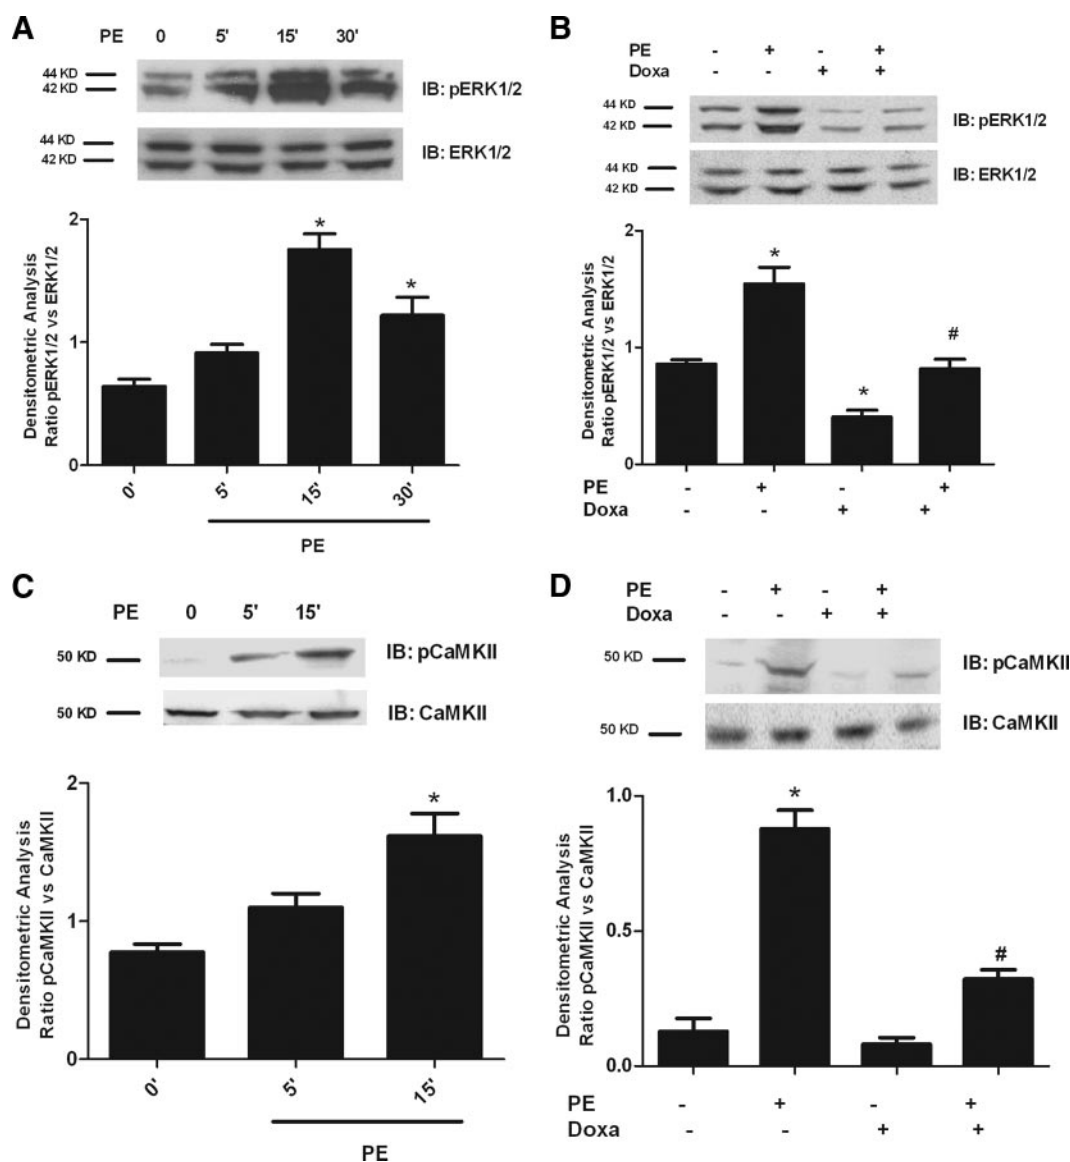 A
PE 0 5' 15' 30'
44 KD
42 KD
IB: pERK1/2
44 KD
42 KD
IB: ERK1/2
Densitometric Analysis
Ratio pERK1/2 vs ERK1/2
2
*
*
1
0
0' 5' 15' 30'
PE
B
PE - + - +
Doxa - - + +
44 KD
42 KD
IB: pERK1/2
44 KD
42 KD
IB: ERK1/2
Densitometric Analysis
Ratio pERK1/2 vs ERK1/2
2
*
#
1
*
0
PE - + - +
Doxa - - + +
C
PE 0 5' 15'
50 KD
IB: pCaMKII
50 KD
IB: CaMKII
Densitometric Analysis
Ratio pCaMKII vs CaMKII
2
*
1
0
0' 5' 15'
PE
D
PE - + - +
Doxa - - + +
50 KD
IB: pCaMKII
50 KD
IB: CaMKII
Densitometric Analysis
Ratio pCaMKII vs CaMKII
1.0
*
0.5
#
0.0
PE - + - +
Doxa - - + +